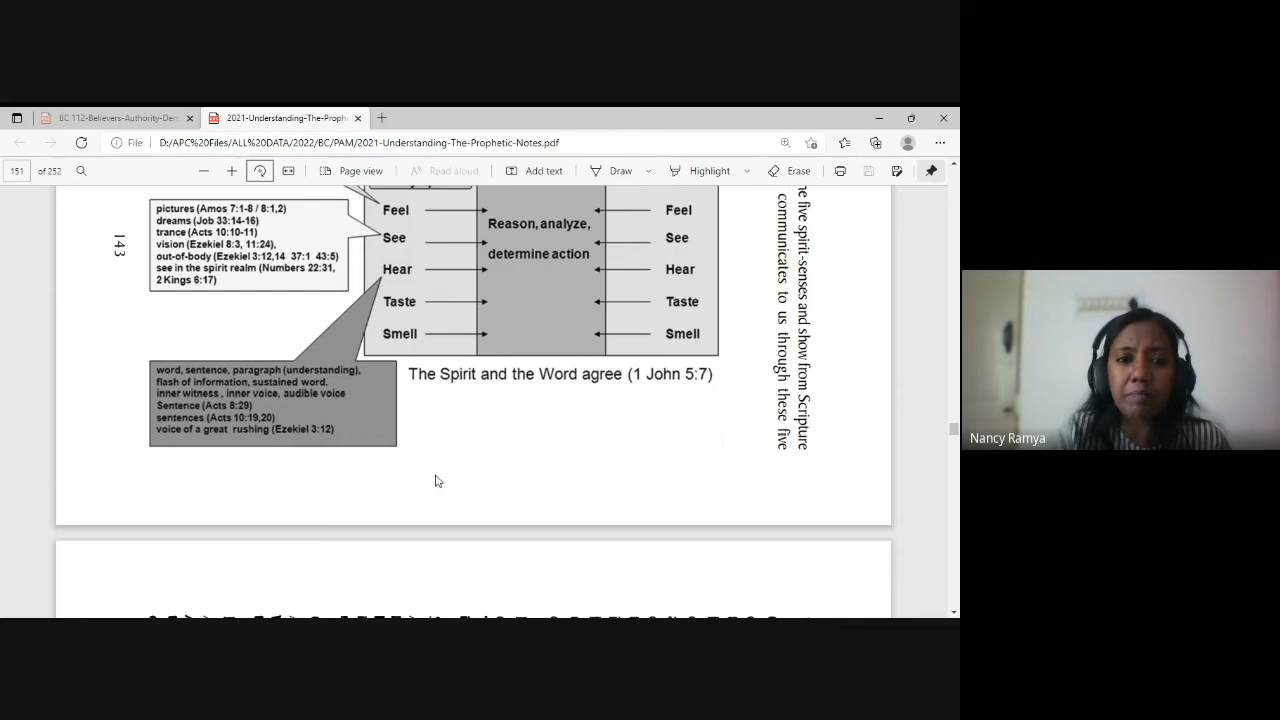 BC 112-Believers-Authority-Den
2021-Understanding-The-Proph
File
D:/APC%20Files/ALL%20DATA/2022/BC/PAM/2021-Understanding-The-Prophetic-Notes.pdf
151
of 252
Page view
Read aloud
Add text
Draw
Highlight
Erase
pictures (Amos 7:1-8 / 8:1,2)
dreams (Job 33:14-16)
trance (Acts 10:10-11)
vision (Ezekiel 8:3, 11:24),
out-of-body (Ezekiel 3:12,14 37:1 43:5)
see in the spirit realm (Numbers 22:31,
2 Kings 6:17)
143
Feel
See
Hear
Taste
Smell
Reason, analyze,
determine action
Feel
See
Hear
Taste
Smell
word, sentence, paragraph (understanding),
flash of information, sustained word.
inner witness , inner voice, audible voice
Sentence (Acts 8:29)
sentences (Acts 10:19,20)
voice of a great rushing (Ezekiel 3:12)
The Spirit and the Word agree (1 John 5:7)
five spirit-senses and show from Scripture
communicates to us through these five
Nancy Ramya